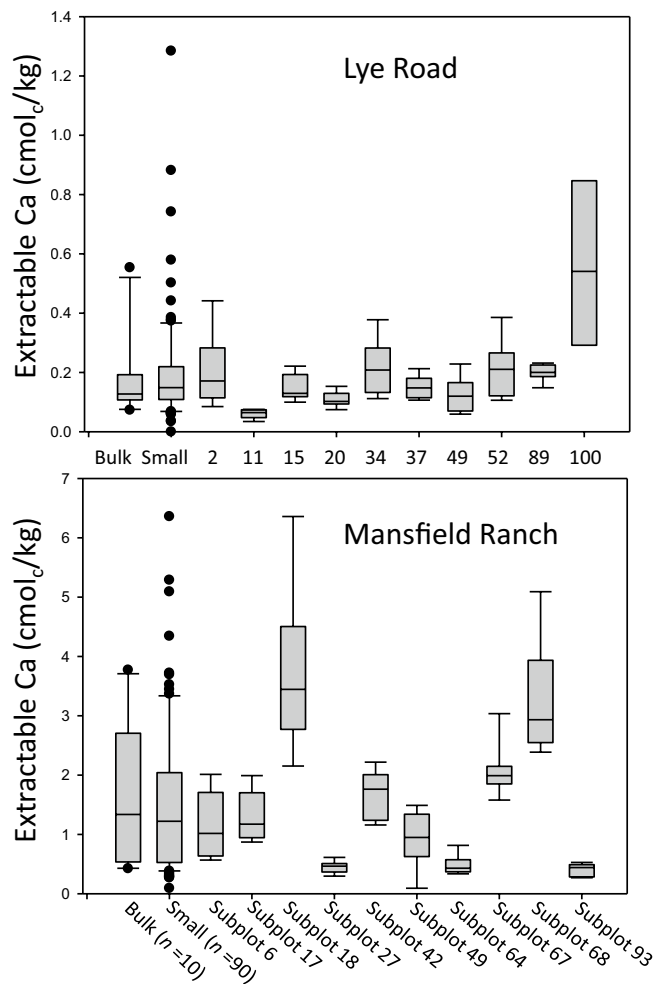 Lye Road
Extractable Ca (cmolc/kg)
1.4
1.2
1.0
0.8
0.6
0.4
0.2
0.0
Bulk Small 2 11 15 20 34 37 49 52 89 100
Mansfield Ranch
Extractable Ca (cmolc/kg)
7
6
5
4
3
2
1
0
Bulk (n =10)
Small (n =90)
Subplot 6
Subplot 17
Subplot 18
Subplot 27
Subplot 42
Subplot 49
Subplot 64
Subplot 67
Subplot 68
Subplot 93